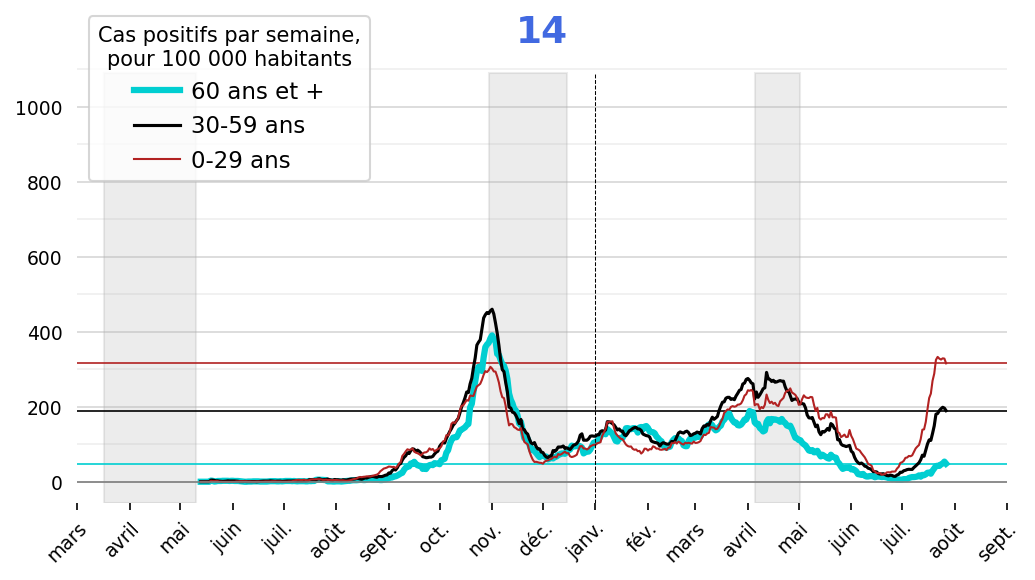 14
Cas positifs par semaine,
pour 100 000 habitants
60 ans et +
30-59 ans
0-29 ans
1000
800
600
400
200
0
mars
avril
mai
juin
juil.
août
sept.
oct.
nov.
déc.
janv.
fév.
mars
avril
mai
juin
juil.
août
sept.